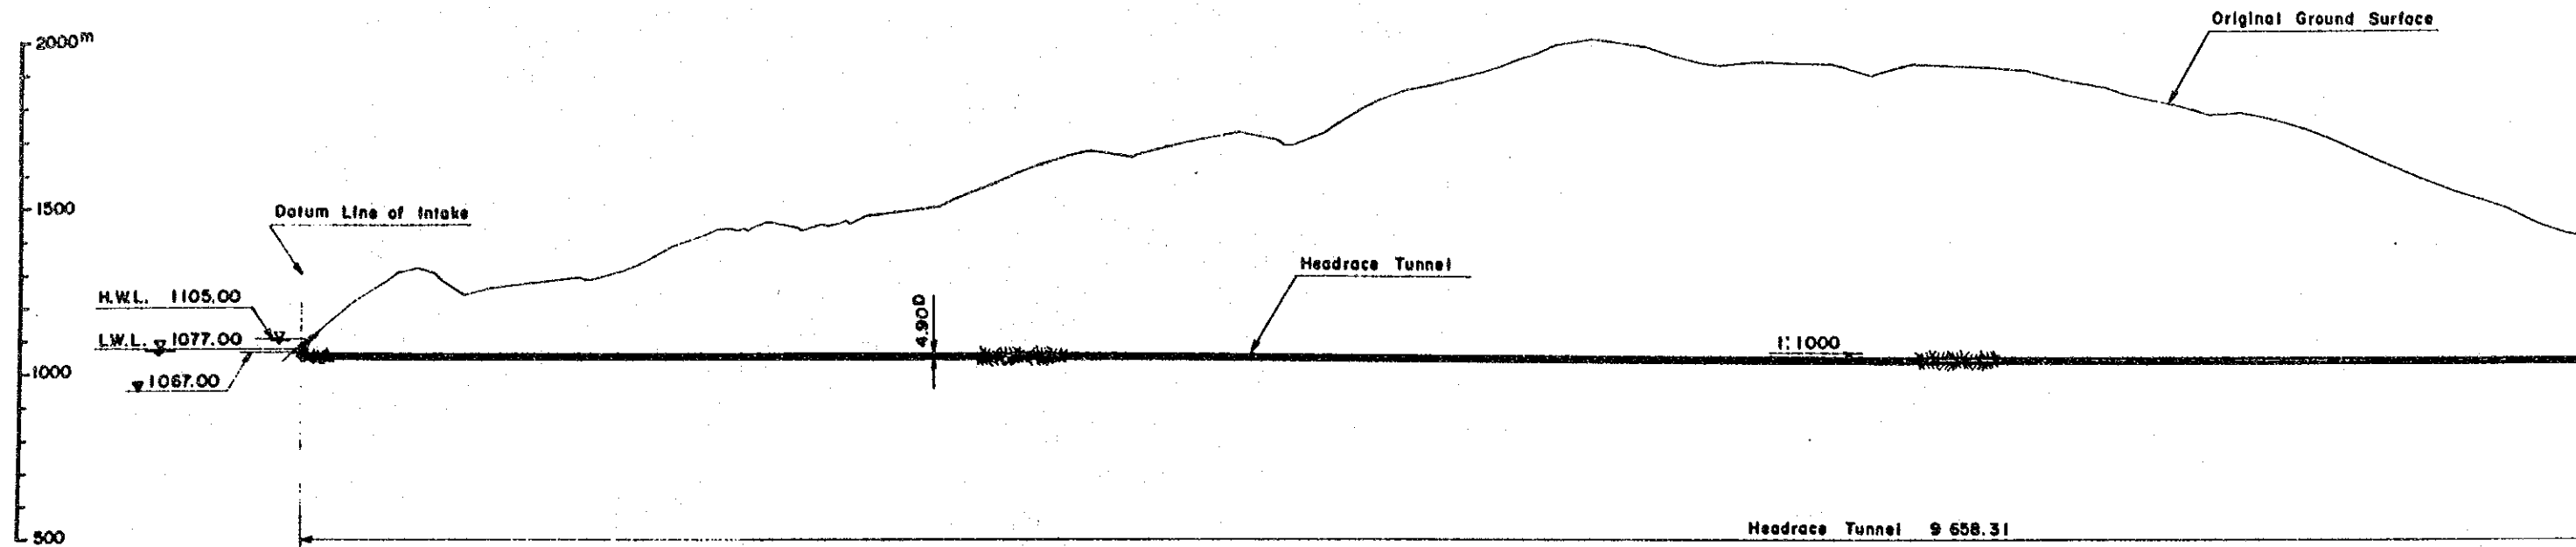 Original Ground Surface
2000m
1500
Datum Line of Intake
Headrace Tunnel
H.W.L. 1105.00
4.90D
L.W.L. 1077.00
1:1000
1000
1067.00
Headrace Tunnel 9 658.31
500